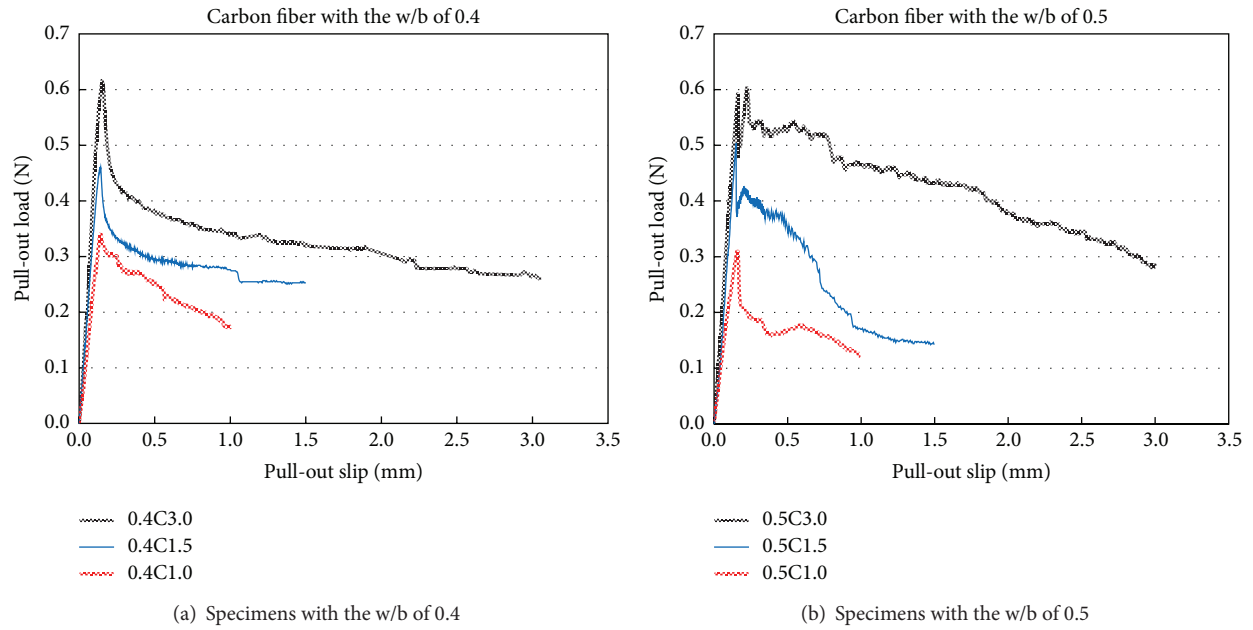 Carbon fiber with the w/b of 0.4
0.7
0.6
0.5
0.4
0.3
0.2
0.1
0.0
Pull-out load (N)
0.0 0.5 1.0 1.5 2.0 2.5 3.0 3.5
Pull-out slip (mm)
0.4C3.0
0.4C1.5
0.4C1.0
(a) Specimens with the w/b of 0.4
Carbon fiber with the w/b of 0.5
0.7
0.6
0.5
0.4
0.3
0.2
0.1
0.0
Pull-out load (N)
0.0 0.5 1.0 1.5 2.0 2.5 3.0 3.5
Pull-out slip (mm)
0.5C3.0
0.5C1.5
0.5C1.0
(b) Specimens with the w/b of 0.5